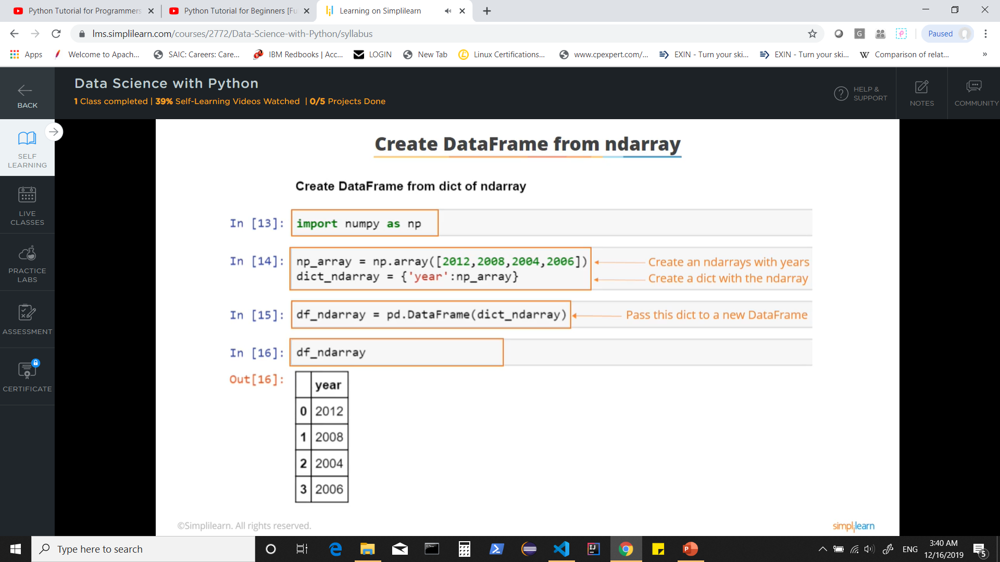 Python Tutorial for Programmers
Python Tutorial for Beginners [Fu
Learning on Simplilearn
lms.simplilearn.com/courses/2772/Data-Science-with-Python/syllabus
Paused
Apps
Welcome to Apach...
SAIC: Careers: Care...
IBM Redbooks | Acc...
LOGIN
New Tab
Linux Certifications...
www.cpexpert.com/...
EXIN - Turn your ski...
EXIN - Turn your ski...
Comparison of relat...
»
BACK
Data Science with Python
1 Class completed | 39% Self-Learning Videos Watched | 0/5 Projects Done
HELP &
SUPPORT
NOTES
COMMUNITY
SELF
LEARNING
LIVE
CLASSES
PRACTICE
LABS
ASSESSMENT
CERTIFICATE
Create DataFrame from ndarray
Create DataFrame from dict of ndarray
In [13]: import numpy as np
In [14]: np_array = np.array([2012,2008,2004,2006])
Create an ndarrays with years
dict_ndarray = {'year':np_array}
Create a dict with the ndarray
In [15]: df_ndarray = pd.DataFrame(dict_ndarray)
Pass this dict to a new DataFrame
In [16]: df_ndarray
Out[16]:
year
0 2012
1 2008
2 2004
3 2006
©Simplilearn. All rights reserved.
simplilearn
Type here to search
ENG
3:40 AM
12/16/2019
5